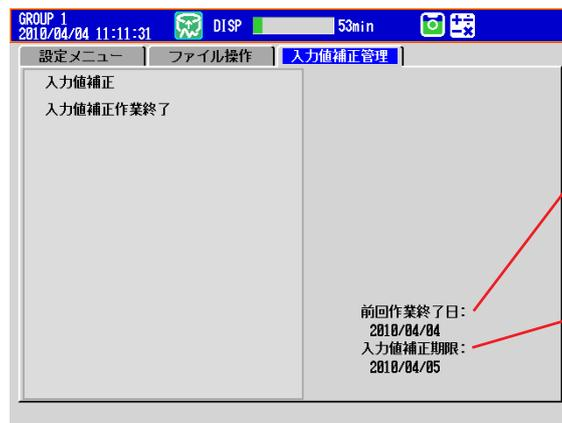 GROUP 1
2010/04/04 11:11:31 DISP 53min
設定メニュー ファイル操作 入力値補正管理
入力値補正
入力値補正作業終了
前回作業終了日:
2010/04/04
入力値補正期限:
2010/04/05